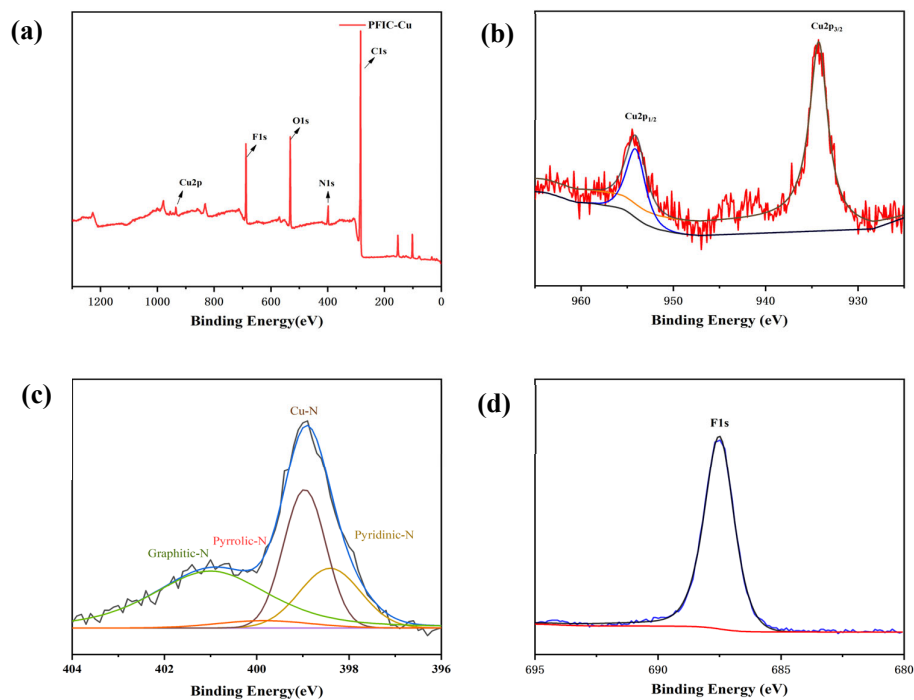 (a)
PFIC-Cu
C1s
F1s
O1s
Cu2p
N1s
1200 1000 800 600 400 200 0
Binding Energy(eV)
(b)
Cu2p3/2
Cu2p1/2
960 950 940 930
Binding Energy (eV)
(c)
Cu-N
Pyrrolic-N
Pyridinic-N
Graphitic-N
404 402 400 398 396
Binding Energy(eV)
(d)
F1s
695 690 685 680
Binding Energy (eV)